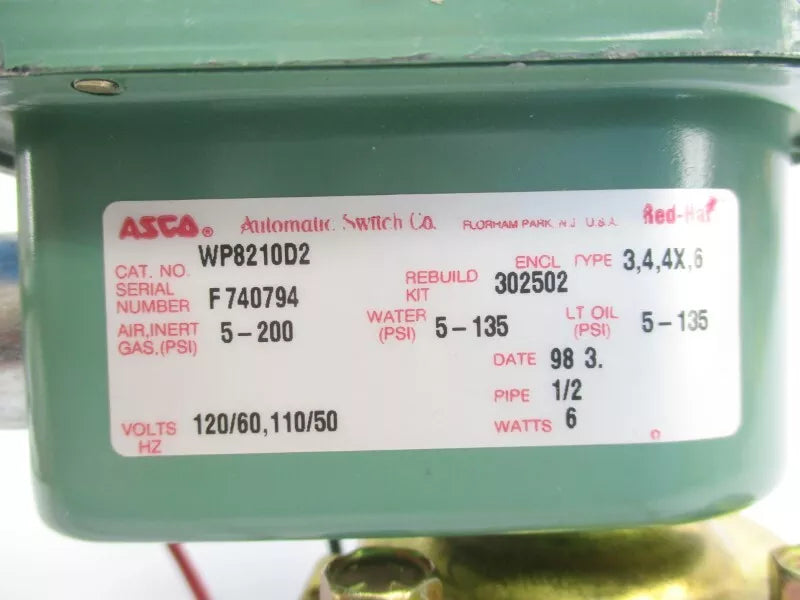 ASCO® Automatic Switch Co. FLORHAM PARK N.J. U.S.A. Red-Hat
CAT. NO. WP8210D2 ENCL TYPE 3,4,4X,6
SERIAL NUMBER F740794 REBUILD KIT 302502
AIR,INERT GAS.(PSI) 5-200 WATER (PSI) 5-135 LT OIL (PSI) 5-135
DATE 98 3.
PIPE 1/2
VOLTS HZ 120/60,110/50 WATTS 6